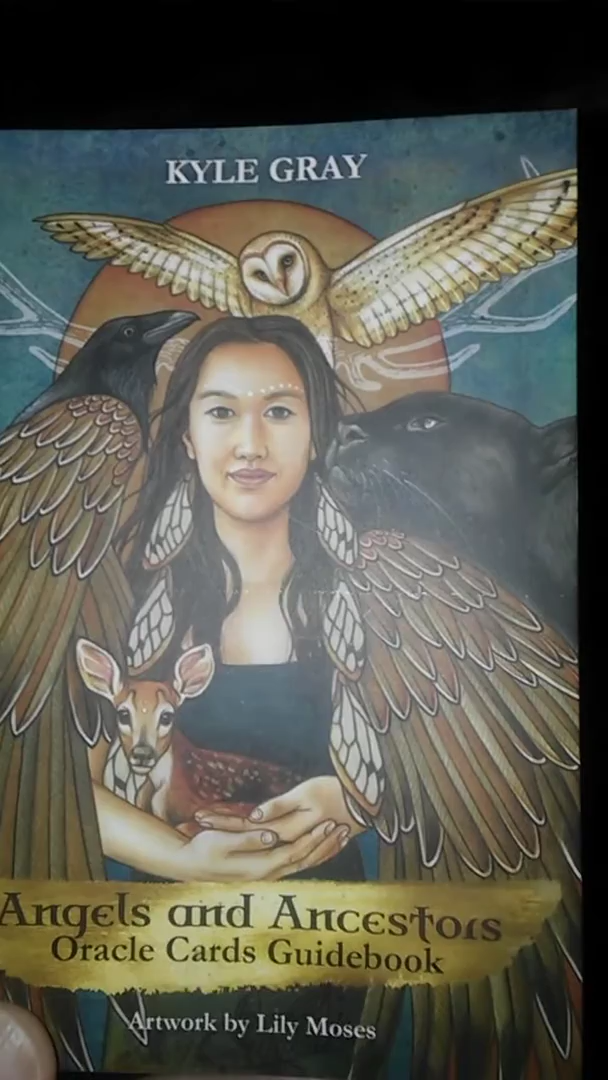 KYLE GRAY
Angels and Ancestors
Oracle Cards Guidebook
Artwork by Lily Moses